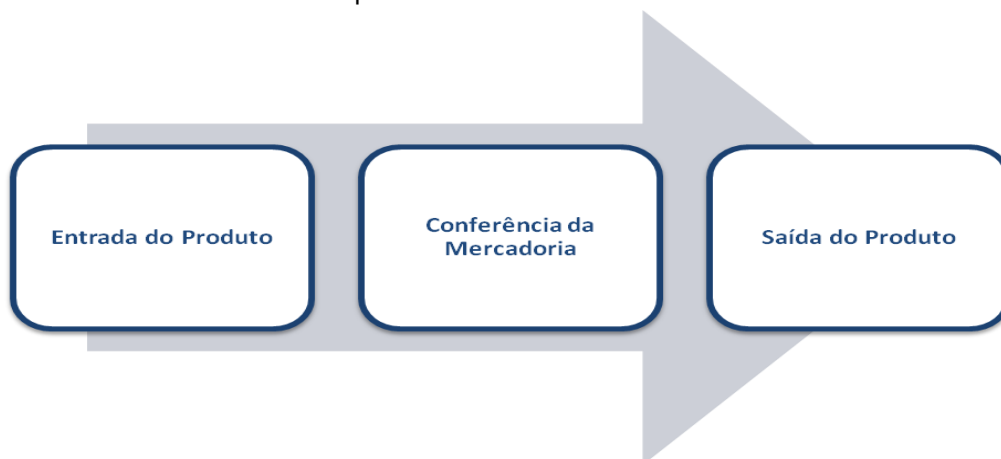 Entrada do Produto
Conferência da
Mercadoria
Saída do Produto